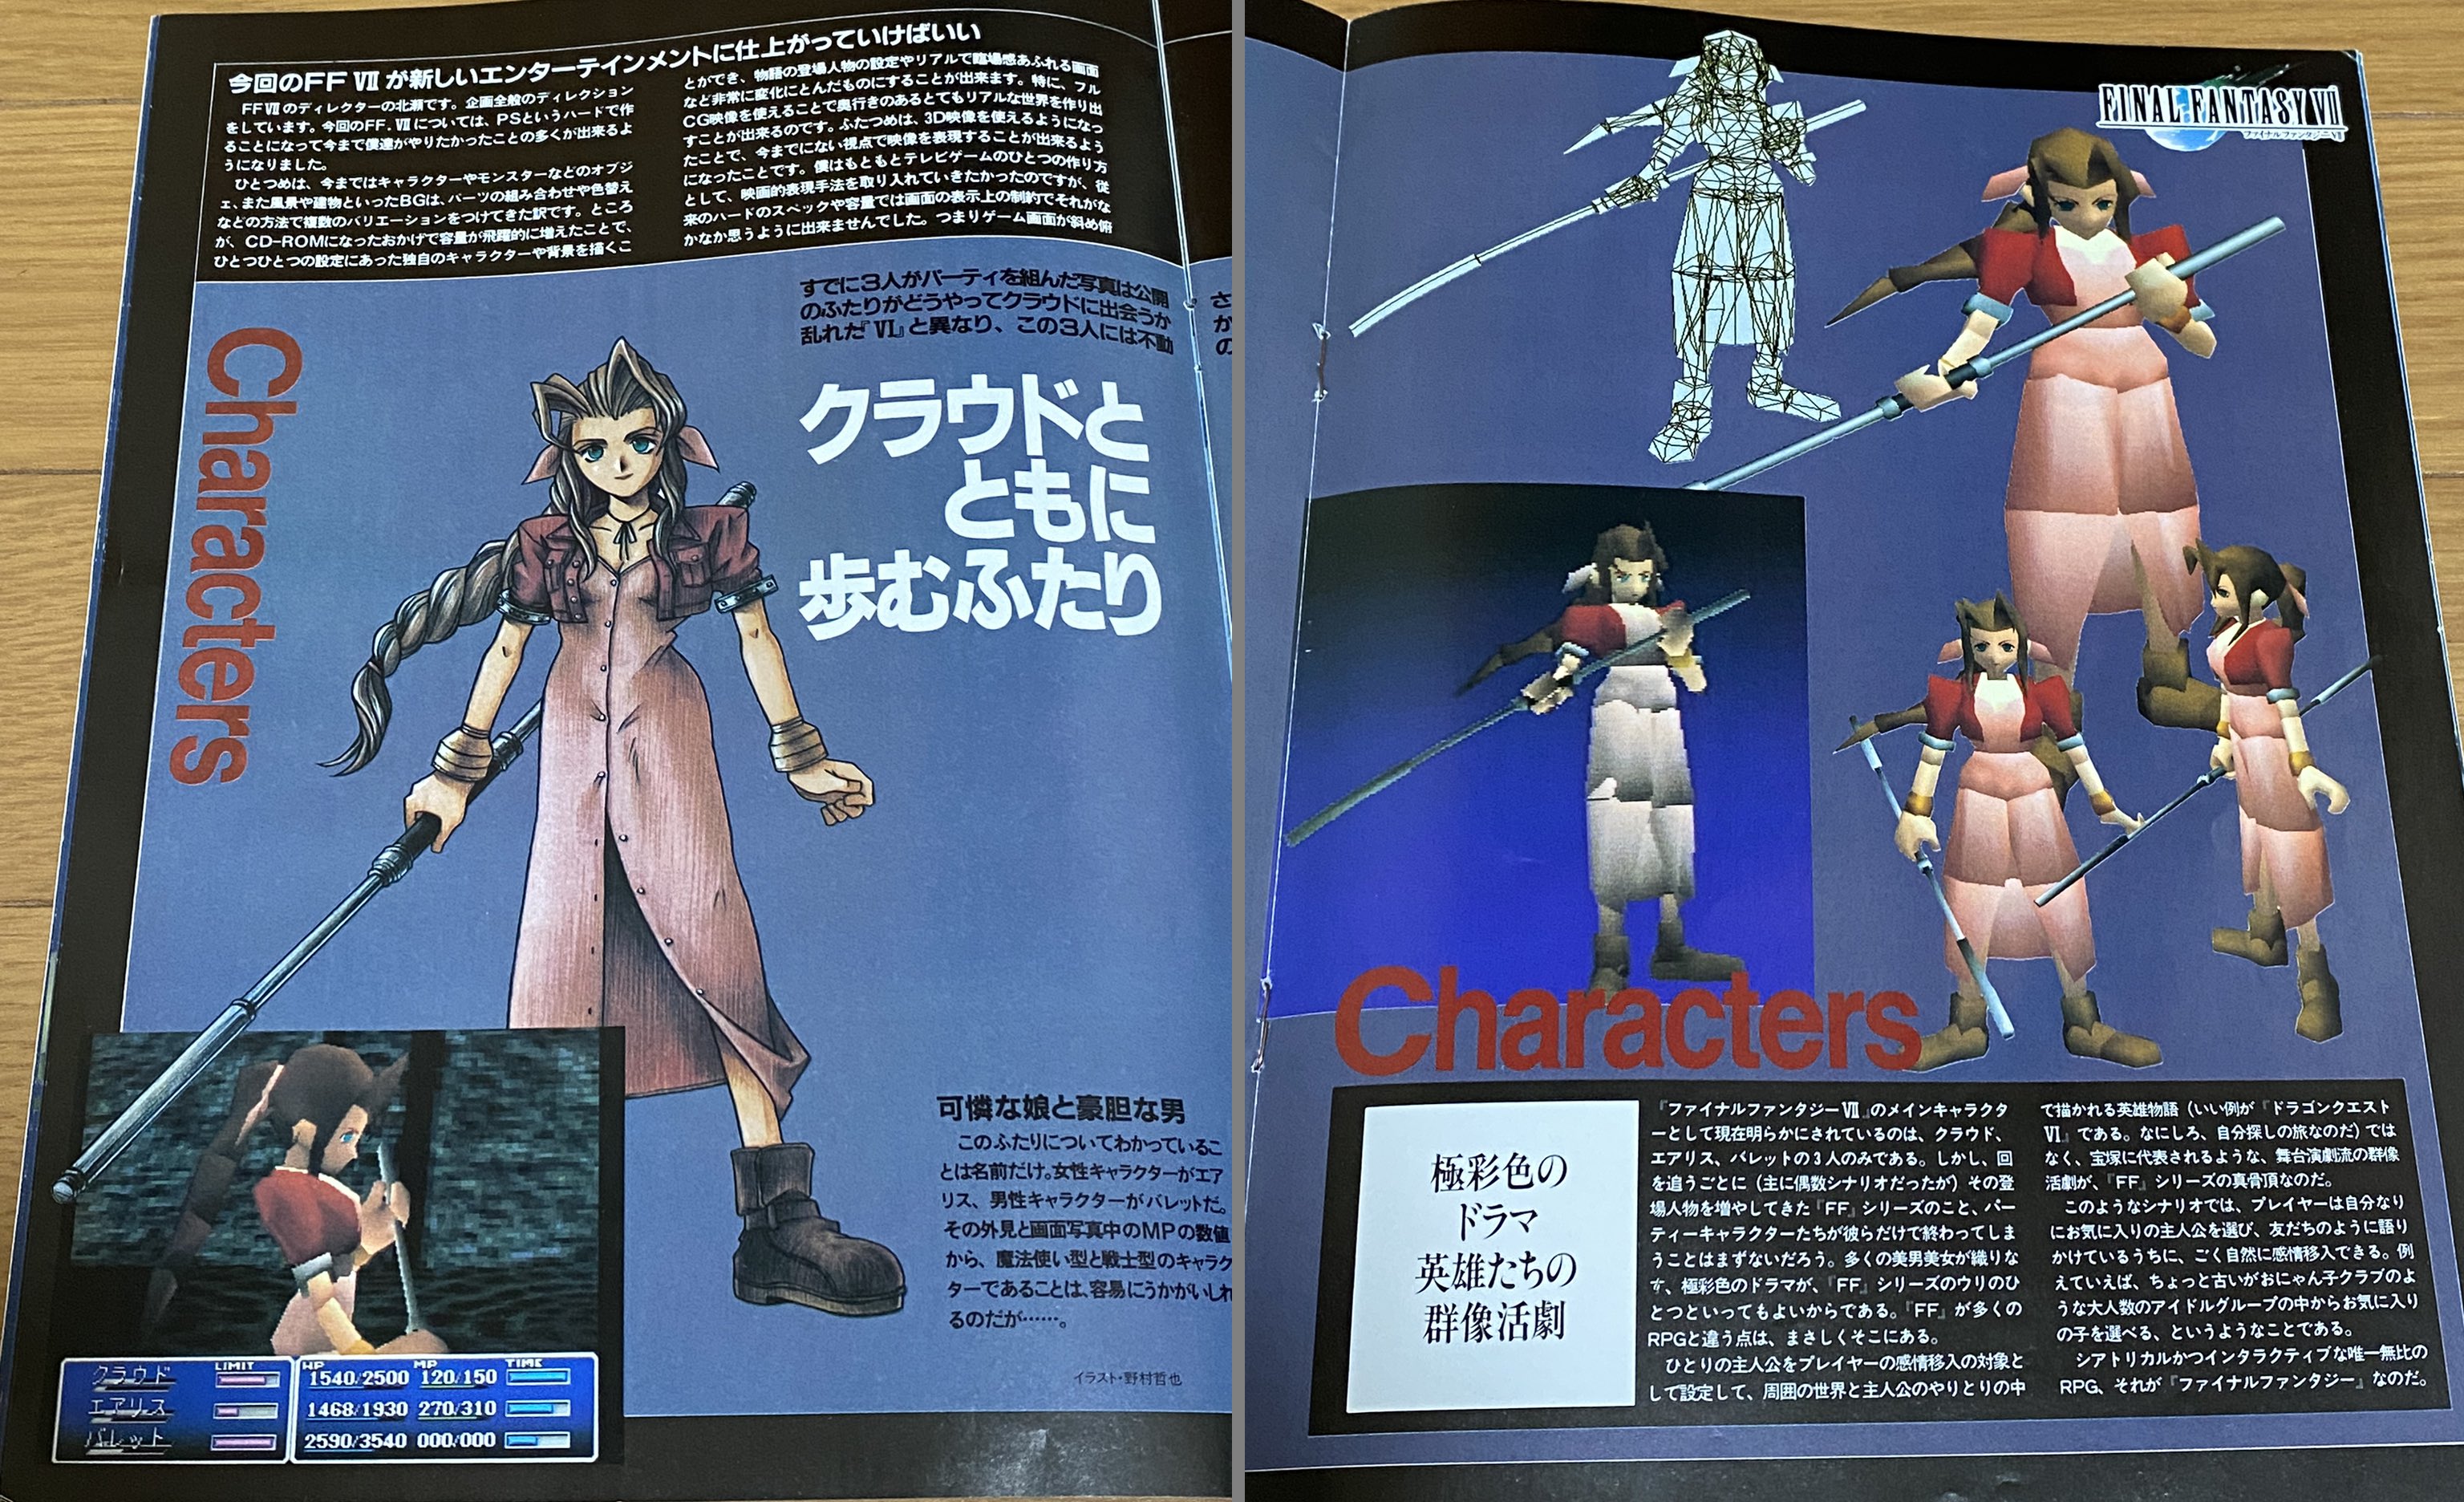 今回のFF Ⅶ が新しいエンターテインメントに仕上がっていけばいい
FFⅦのディレクターの北瀬です。企画全般のディレクション
をしています。今回のFF.Ⅶについては、PSというハードで作
ることになって今まで僕達がやりたかったことの多くが出来るよ
うになりました。
ひとつめは、今まではキャラクターやモンスターなどのオブジ
ェ、また風景や建物といったBGは、パーツの組み合わせや色替え
などの方法で複数のバリエーションをつけてきた訳です。ところ
が、CD-ROMになったおかげで容量が飛躍的に増えたことで、
ひとつひとつの設定にあった独自のキャラクターや背景を描くこ
とができ、物語の登場人物の設定やリアルで臨場感あふれる画面
など非常に変化にとんだものにすることが出来ます。特に、フル
CG映像を使えることで奥行きのあるとてもリアルな世界を作り出
すことが出来るのです。ふたつめは、3D映像を使えるようになっ
たことで、今までにない視点で映像を表現することが出来るよう
になったことです。僕はもともとテレビゲームのひとつの作り方
として、映画的表現手法を取り入れていきたかったのですが、従
来のハードのスペックや容量では画面の表示上の制約でそれがな
かなか思うように出来ませんでした。つまりゲーム画面が斜め俯
すでに3人がパーティを組んだ写真は公開
のふたりがどうやってクラウドに出会うか
乱れた『Ⅵ』と異なり、この3人には不動
さ
か
の
Characters
クラウドと
ともに
歩むふたり
可憐な娘と豪胆な男
このふたりについてわかっているこ
とは名前だけ。女性キャラクターがエア
リス、男性キャラクターがバレットだ。
その外見と画面写真中のMPの数値
から、魔法使い型と戦士型のキャラク
ターであることは、容易にうかがいしれ
るのだが……。
イラスト・野村哲也
LIMIT HP MP TIME
クラウド 1540/2500 120/150
エアリス 1468/1930 270/310
バレット 2590/3540 000/000
FINAL FANTASY Ⅶ
ファイナルファンタジーⅦ
Characters
極彩色の
ドラマ
英雄たちの
群像活劇
『ファイナルファンタジーⅦ』のメインキャラクタ
ーとして現在明らかにされているのは、クラウド、
エアリス、バレットの3人のみである。しかし、回
を追うごとに（主に偶数シナリオだったが）その登
場人物を増やしてきた『FF』シリーズのこと、パー
ティーキャラクターたちが彼らだけで終わってしま
うことはまずないだろう。多くの美男美女が織りな
す、極彩色のドラマが、『FF』シリーズのウリのひ
とつといってもよいからである。『FF』が多くの
RPGと違う点は、まさしくそこにある。
ひとりの主人公をプレイヤーの感情移入の対象と
して設定して、周囲の世界と主人公のやりとりの中
で描かれる英雄物語（いい例が『ドラゴンクエスト
Ⅵ』である。なにしろ、自分探しの旅なのだ）では
なく、宝塚に代表されるような、舞台演劇流の群像
活劇が、『FF』シリーズの真骨頂なのだ。
このようなシナリオでは、プレイヤーは自分なり
にお気に入りの主人公を選び、友だちのように語り
かけているうちに、ごく自然に感情移入できる。例
えていえば、ちょっと古いがおにゃん子クラブのよ
うな大人数のアイドルグループの中からお気に入り
の子を選べる、というようなことである。
シアトリカルかつインタラクティブな唯一無比の
RPG、それが『ファイナルファンタジー』なのだ。